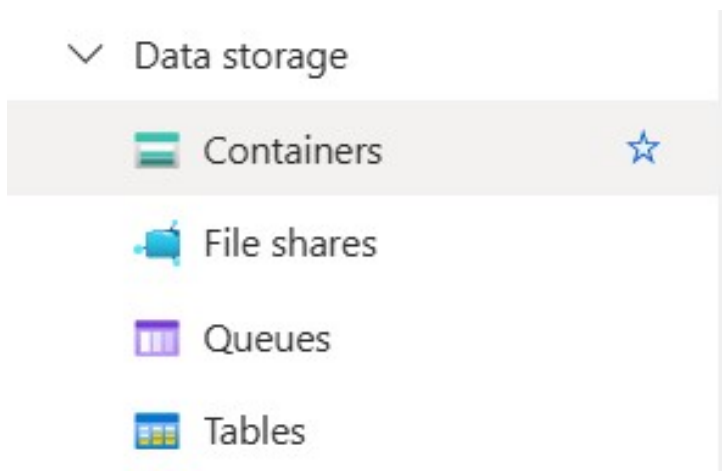 Data storage
Containers
File shares
Queues
Tables